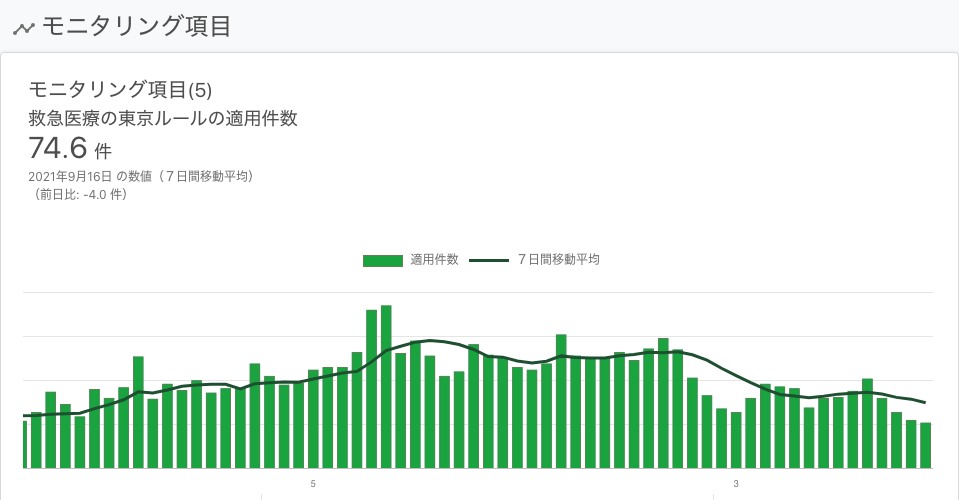 モニタリング項目
モニタリング項目(5)
救急医療の東京ルールの適用件数
74.6 件
2021年9月16日 の数値（７日間移動平均）
（前日比: -4.0 件）
適用件数 ７日間移動平均
5 3